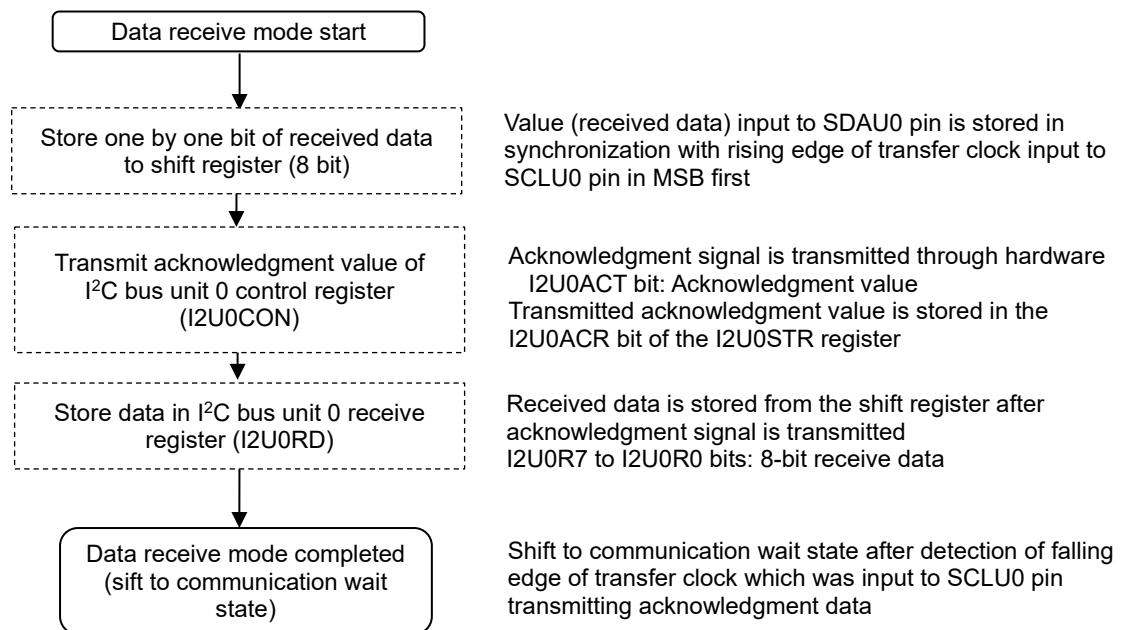 Data receive mode start
Store one by one bit of received data
to shift register (8 bit)
Value (received data) input to SDAU0 pin is stored in
synchronization with rising edge of transfer clock input to
SCLU0 pin in MSB first
Transmit acknowledgment value of
I²C bus unit 0 control register
(I2U0CON)
Acknowledgment signal is transmitted through hardware
I2U0ACT bit: Acknowledgment value
Transmitted acknowledgment value is stored in the
I2U0ACR bit of the I2U0STR register
Store data in I²C bus unit 0 receive
register (I2U0RD)
Received data is stored from the shift register after
acknowledgment signal is transmitted
I2U0R7 to I2U0R0 bits: 8-bit receive data
Data receive mode completed
(sift to communication wait
state)
Shift to communication wait state after detection of falling
edge of transfer clock which was input to SCLU0 pin
transmitting acknowledgment data